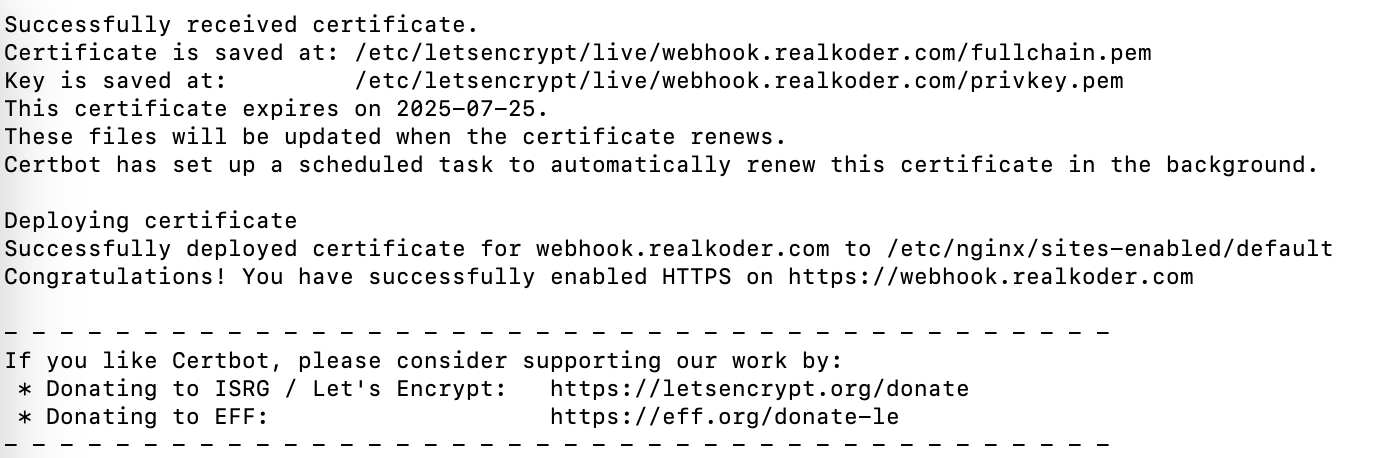 Successfully received certificate.
Certificate is saved at: /etc/letsencrypt/live/webhook.realkoder.com/fullchain.pem
Key is saved at:         /etc/letsencrypt/live/webhook.realkoder.com/privkey.pem
This certificate expires on 2025-07-25.
These files will be updated when the certificate renews.
Certbot has set up a scheduled task to automatically renew this certificate in the background.

Deploying certificate
Successfully deployed certificate for webhook.realkoder.com to /etc/nginx/sites-enabled/default
Congratulations! You have successfully enabled HTTPS on https://webhook.realkoder.com

- - - - - - - - - - - - - - - - - - - - - - - - - - - - - - - - - - - - - - - -
If you like Certbot, please consider supporting our work by:
 * Donating to ISRG / Let's Encrypt:   https://letsencrypt.org/donate
 * Donating to EFF:                    https://eff.org/donate-le
- - - - - - - - - - - - - - - - - - - - - - - - - - - - - - - - - - - - - - - -